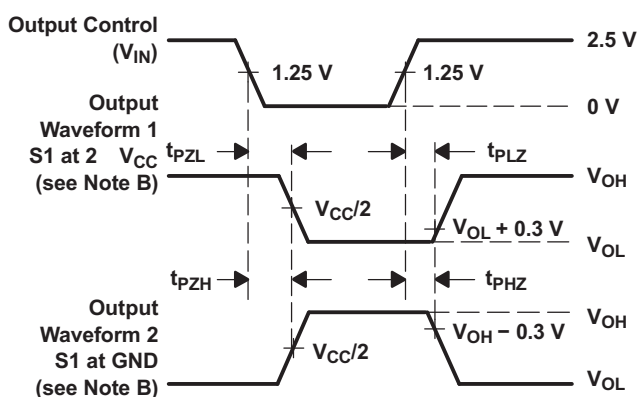 Output Control
(VIN)
2.5 V
1.25 V
1.25 V
0 V
Output
Waveform 1
S1 at 2 VCC
(see Note B)
tPZL
tPLZ
VOH
VCC/2
VOL + 0.3 V
VOL
tPZH
tPHZ
Output
Waveform 2
S1 at GND
(see Note B)
VOH
VOH − 0.3 V
VCC/2
VOL